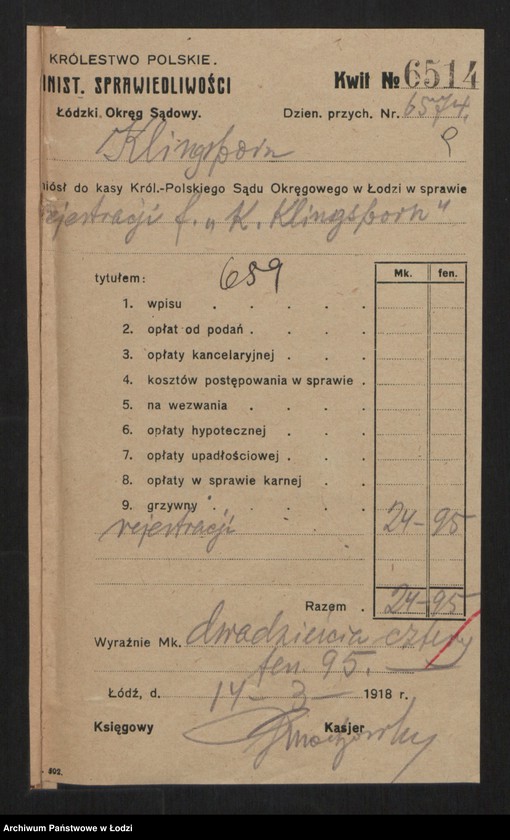 KRÓLESTWO POLSKIE.
INIST. SPRAWIEDLIWOŚCI
Kwit № 6514
Łódzki Okręg Sądowy.
Dzien. przych. Nr. 6574.
Klingsporn
niósł do kasy Król.-Polskiego Sądu Okręgowego w Łodzi w sprawie
rejestracji f. „K. Klingsporn"
tytułem: 659
Mk. fen.
1. wpisu
2. opłat od podań
3. opłaty kancelaryjnej
4. kosztów postępowania w sprawie
5. na wezwania
6. opłaty hypotecznej
7. opłaty upadłościowej
8. opłaty w sprawie karnej
9. grzywny
rejestracji 24-95
Razem 24-95
Wyraźnie Mk. dwadzieścia cztery
fen. 95.
Łódź, d. 14-3- 1918 r.
Księgowy Kasjer
502.
Archiwum Państwowe w Łodzi